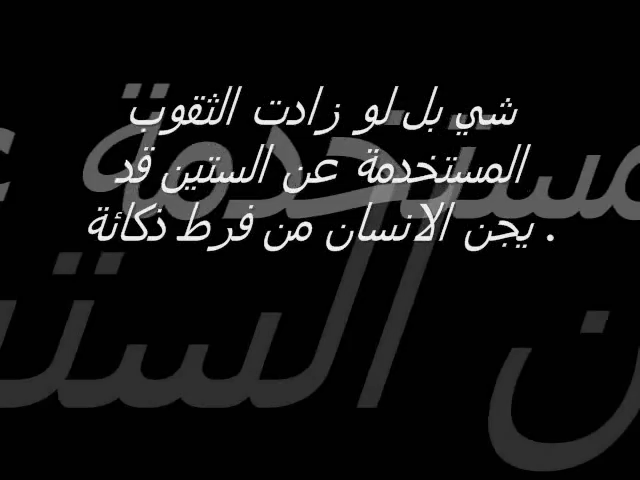 شي بل لو زادت الثقوب
المستخدمة عن الستين قد
يجن الانسان من فرط ذكائة .